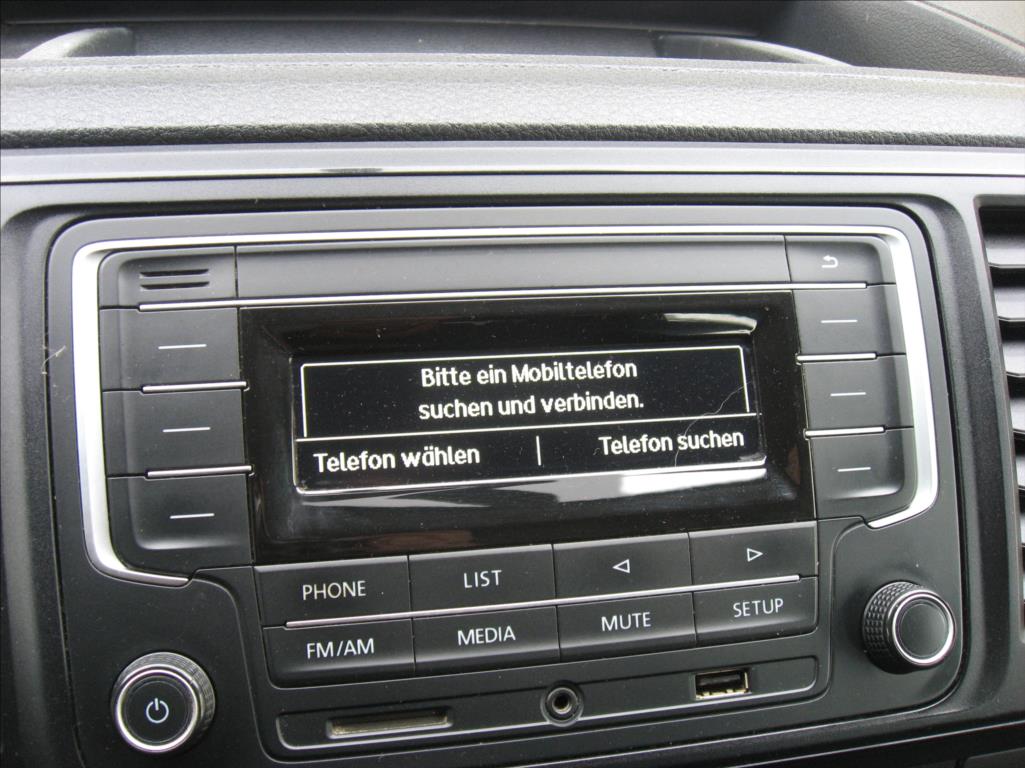 Bitte ein Mobiltelefon
suchen und verbinden.
Telefon wählen | Telefon suchen
PHONE LIST
FM/AM MEDIA MUTE SETUP